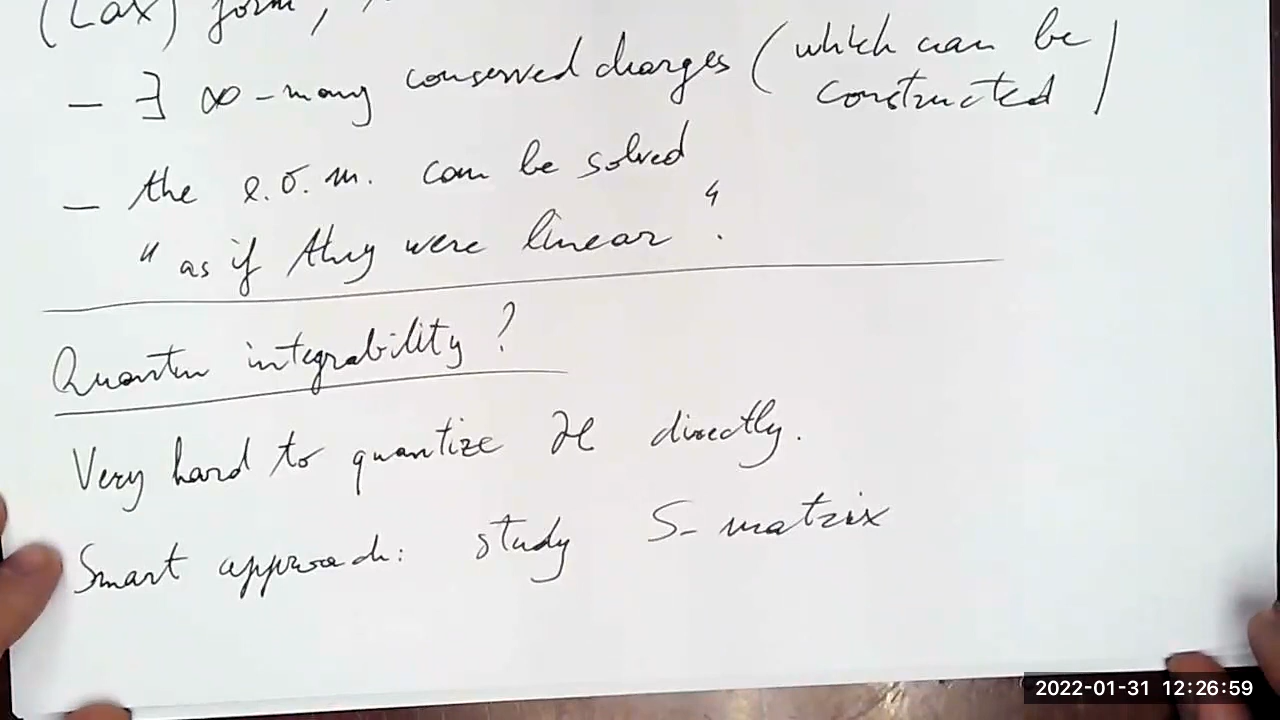 (Lax) form,
- ∃ ∞-many conserved charges (which can be
constructed)
- the e.o.m. can be solved
" as if they were linear ".
Quantum integrability ?
Very hard to quantize ℋ directly.
Smart approach: study S-matrix
2022-01-31 12:26:59